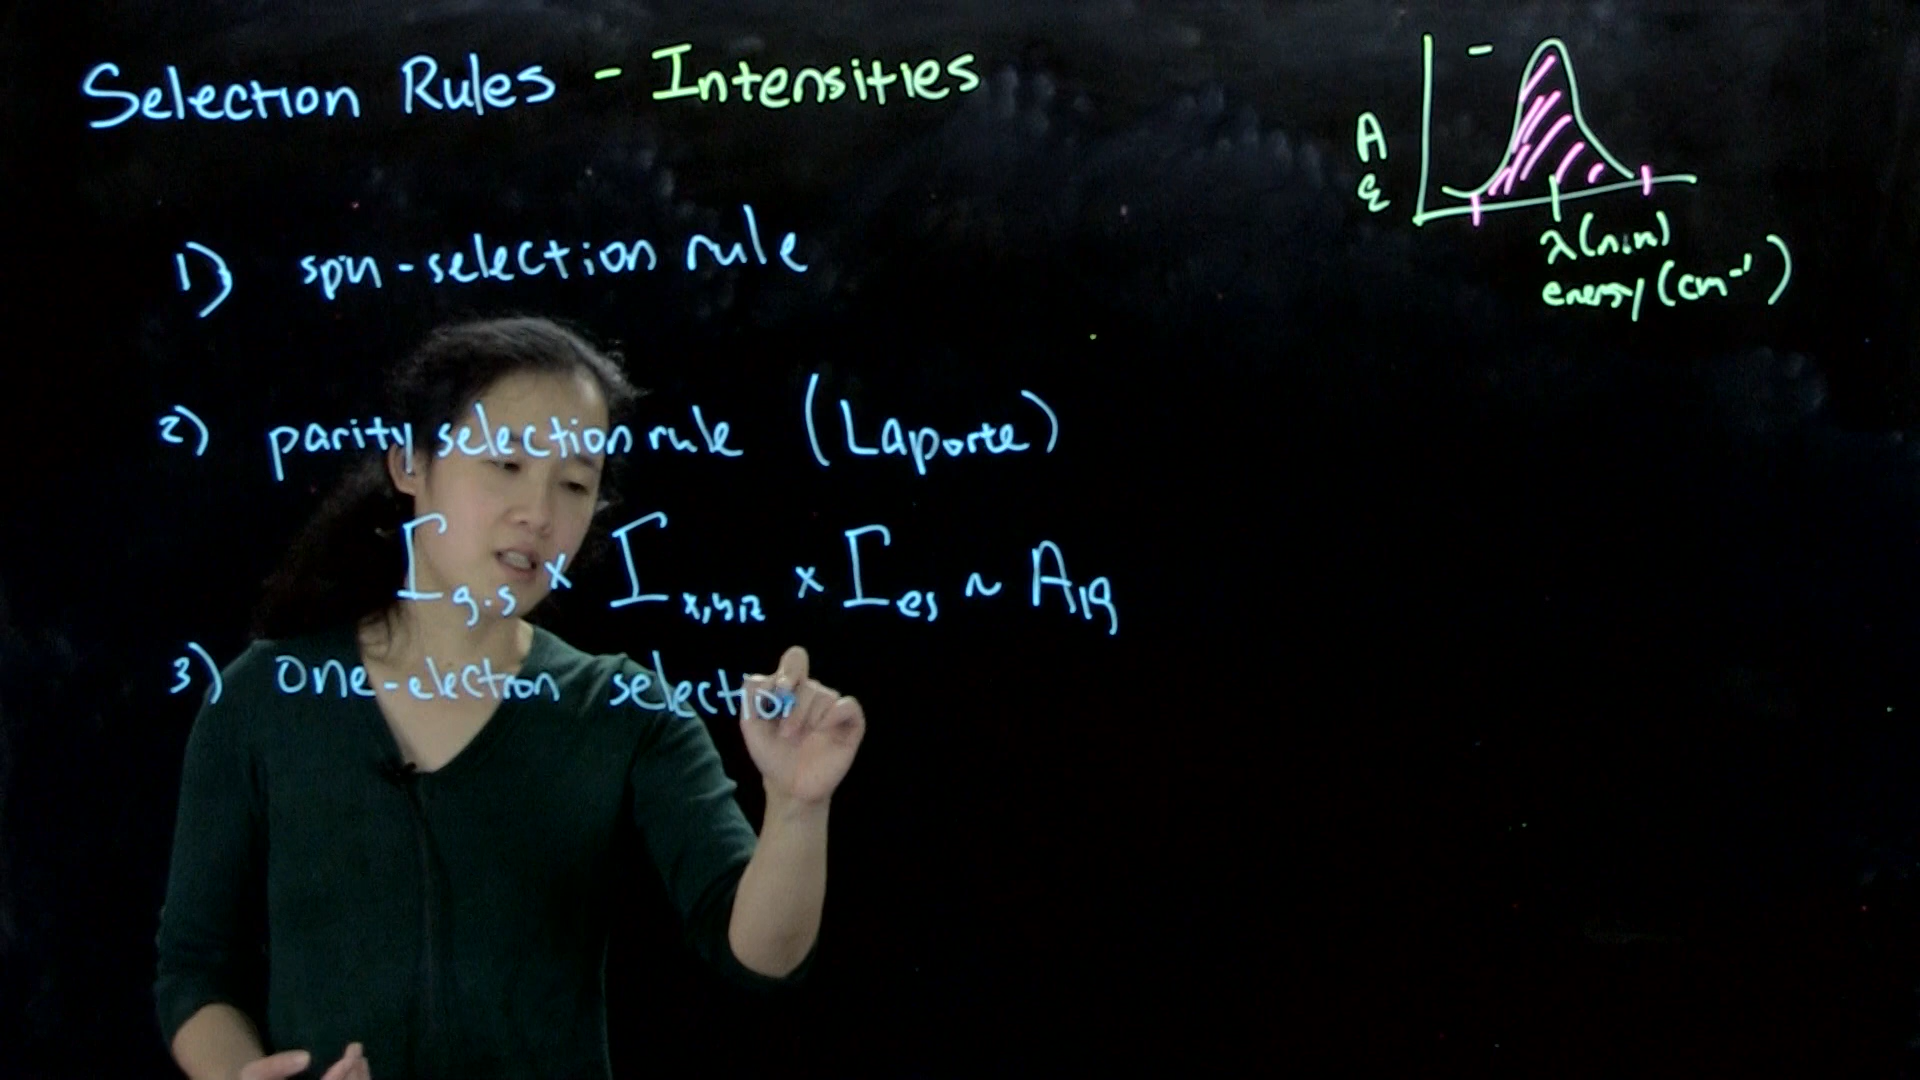 Selection Rules - Intensities
A
ε
λ(nm)
energy (cm⁻¹)
1) spin-selection rule
2) parity selection rule (Laporte)
Γg.s × Γx,y,z × Γes ~ A1g
3) one-electron selection